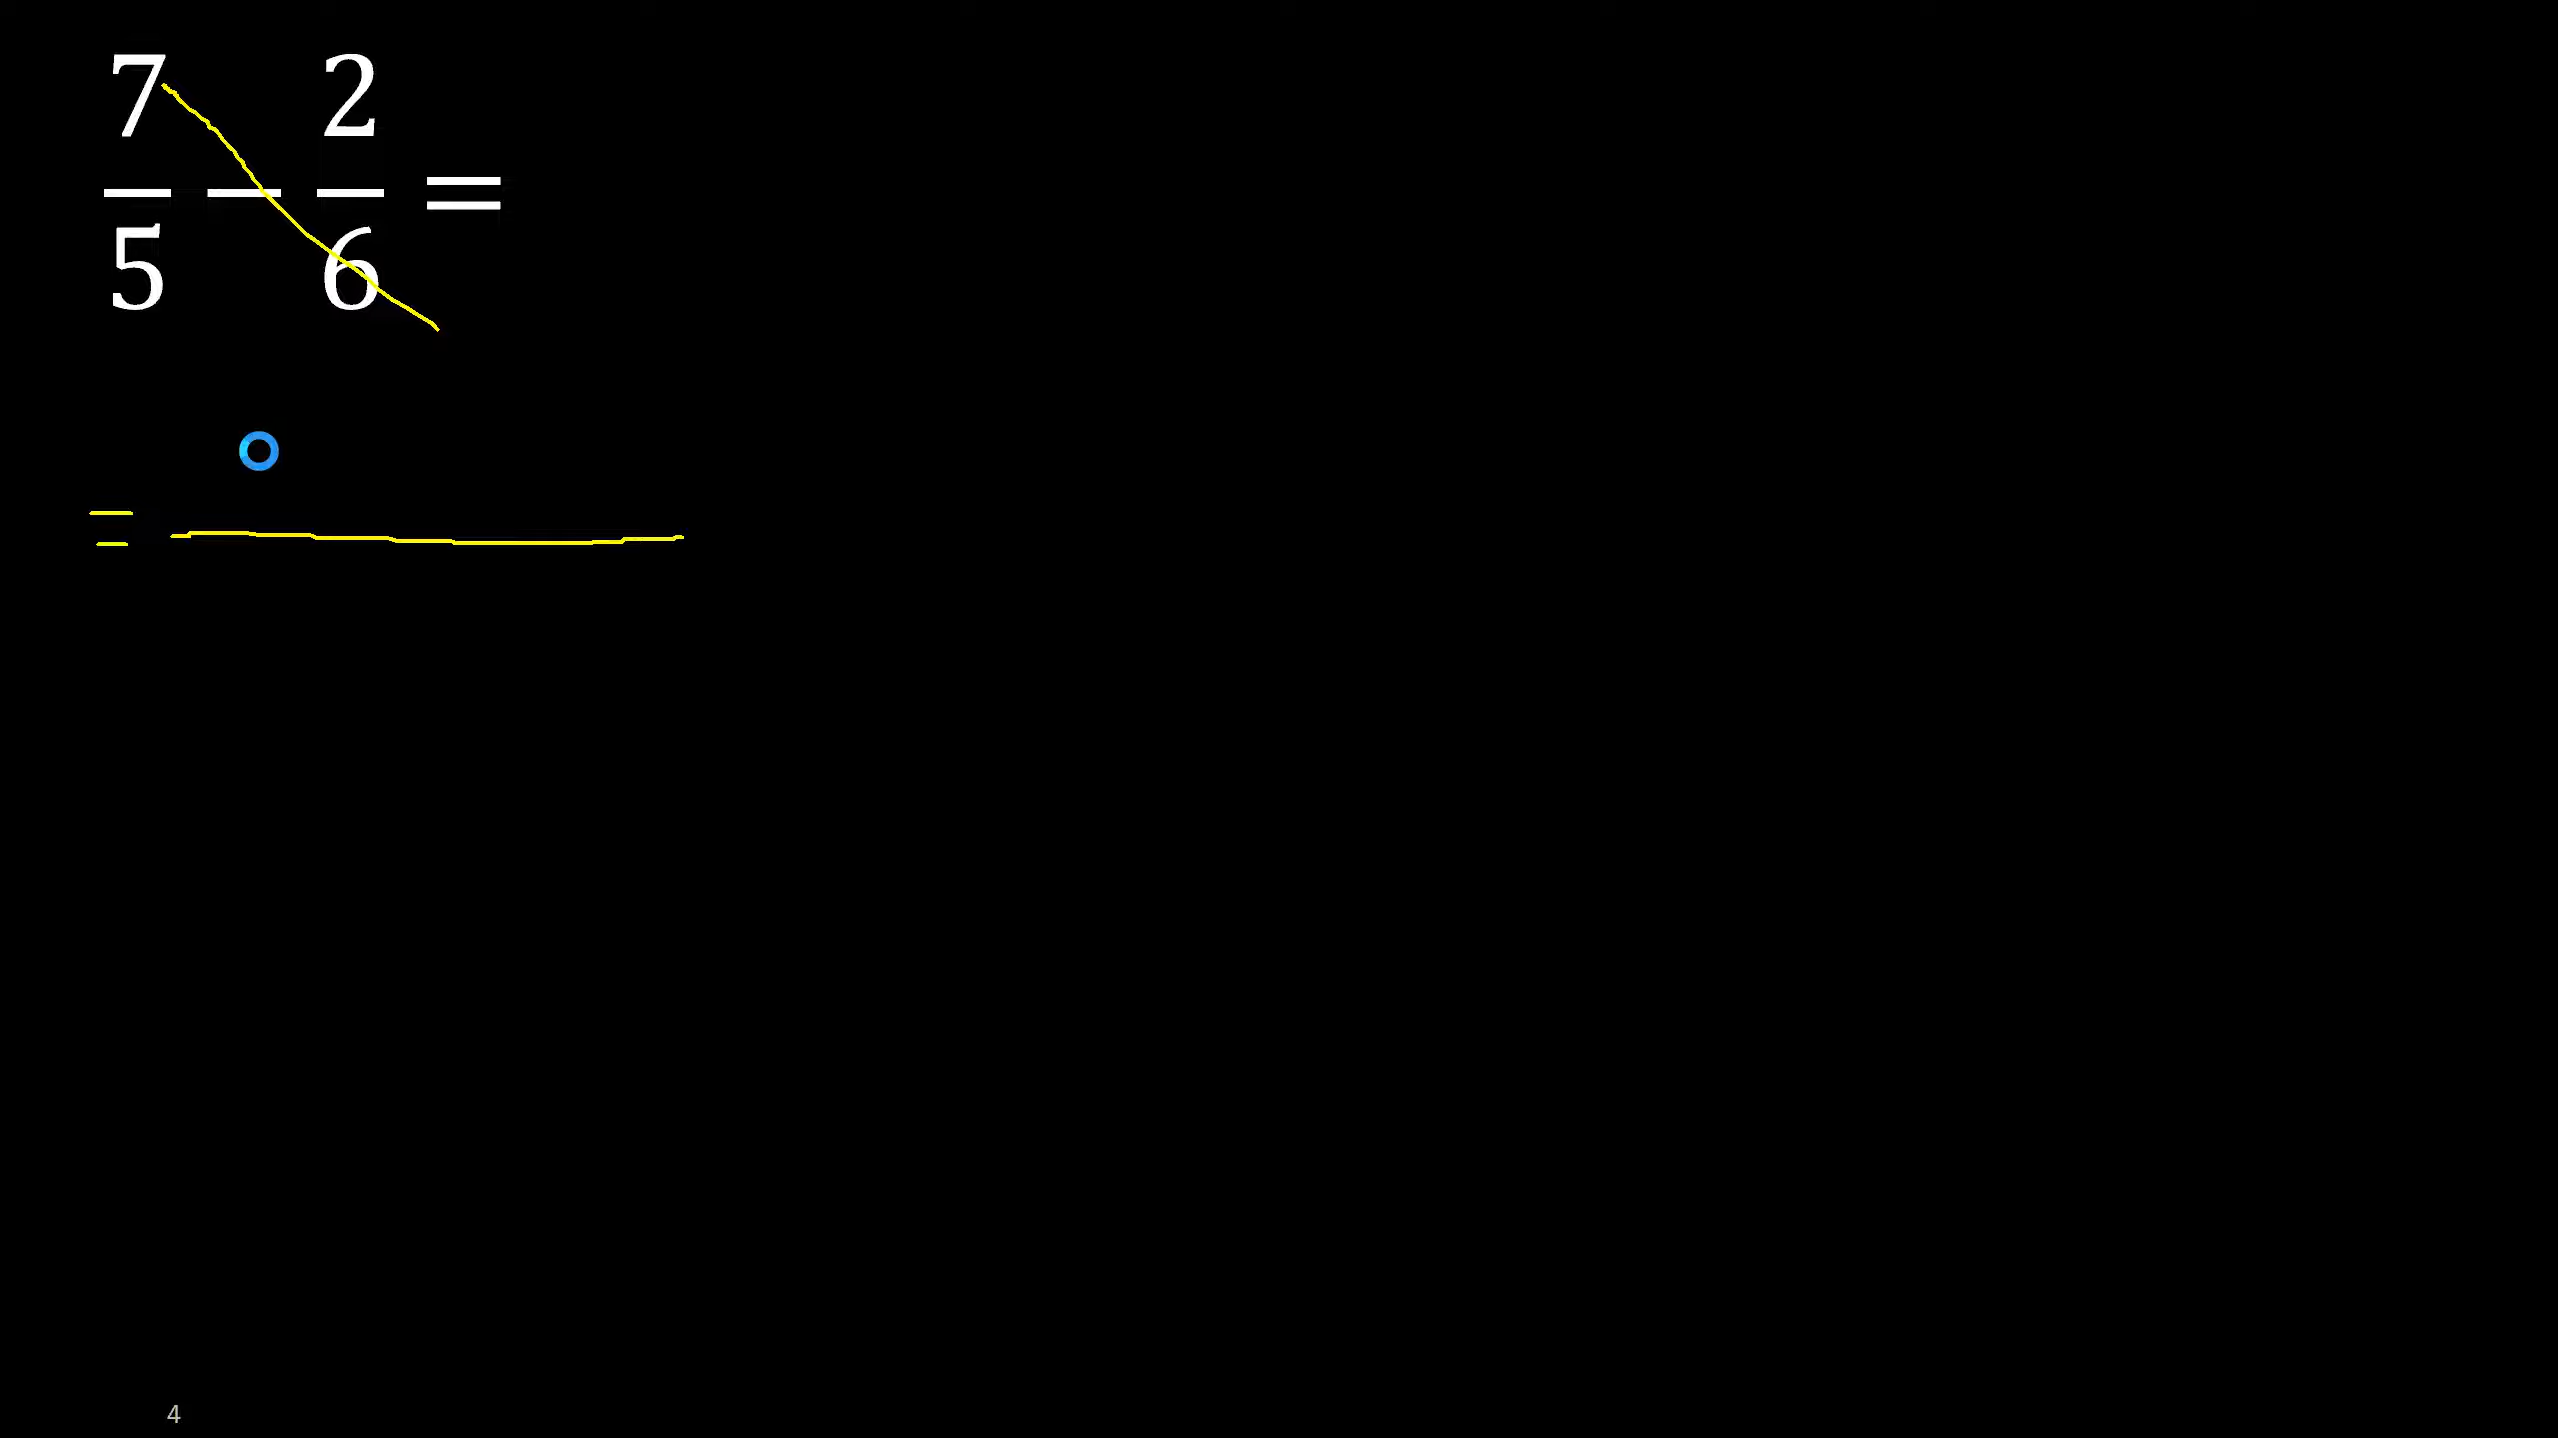 7/5 − 2/6 =
=
4